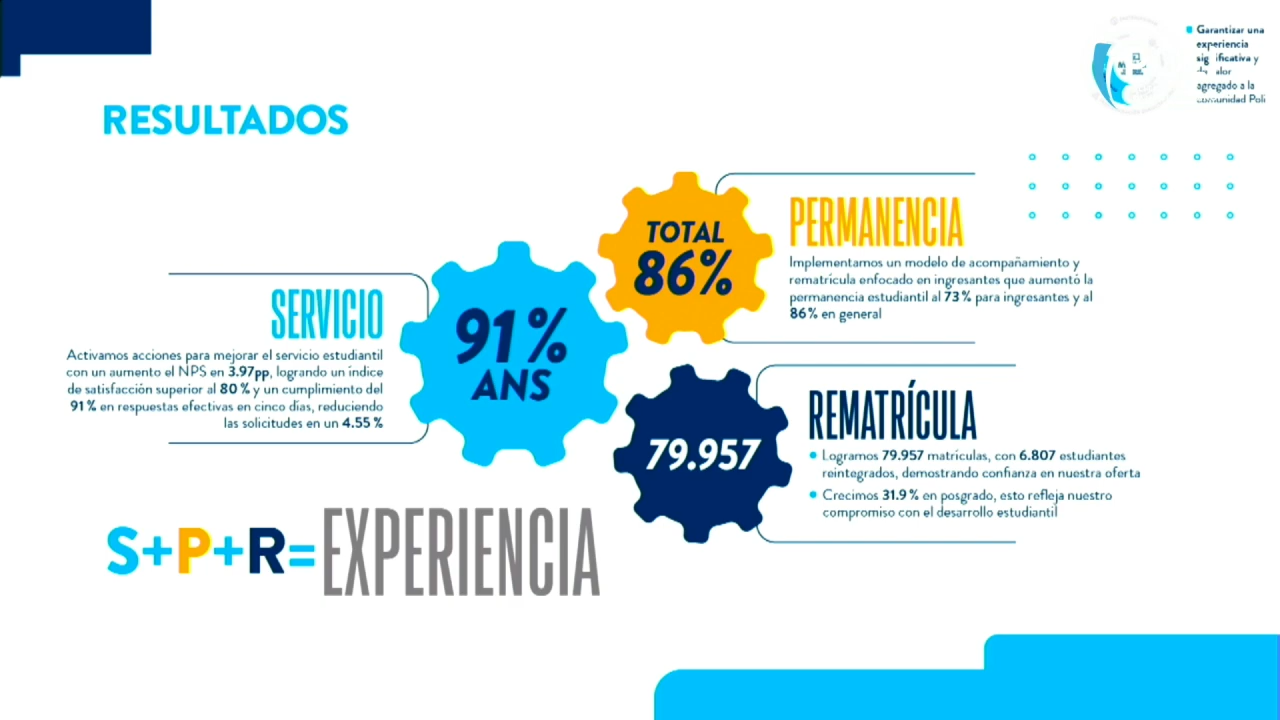 RESULTADOS
Garantizar una
experiencia
y
agregado a la
comunidad Poli
SERVICIO
Activamos acciones para mejorar el servicio estudiantil
con un aumento el NPS en 3.97pp, logrando un índice
de satisfacción superior al 80 % y un cumplimiento del
91 % en respuestas efectivas en cinco días, reduciendo
las solicitudes en un 4.55 %
91%
ANS
TOTAL
86%
PERMANENCIA
Implementamos un modelo de acompañamiento y
rematrícula enfocado en ingresantes que aumentó la
permanencia estudiantil al 73 % para ingresantes y al
86% en general
79.957
REMATRÍCULA
Logramos 79.957 matrículas, con 6.807 estudiantes
reintegrados, demostrando confianza en nuestra oferta
Crecimos 31.9 % en posgrado, esto refleja nuestro
compromiso con el desarrollo estudiantil
S+P+R=EXPERIENCIA